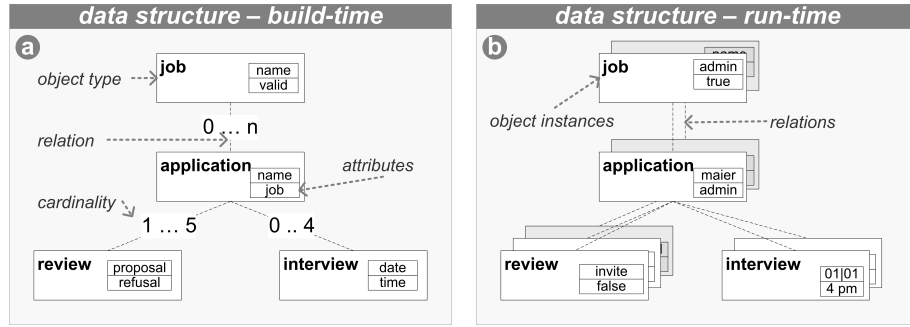 data structure – build-time
a
job
name
valid
object type
0 … n
relation
application
name
job
attributes
cardinality
1 … 5
0 .. 4
review
proposal
refusal
interview
date
time
data structure – run-time
b
name
job
admin
true
object instances
relations
application
maier
admin
review
invite
false
interview
01|01
4 pm